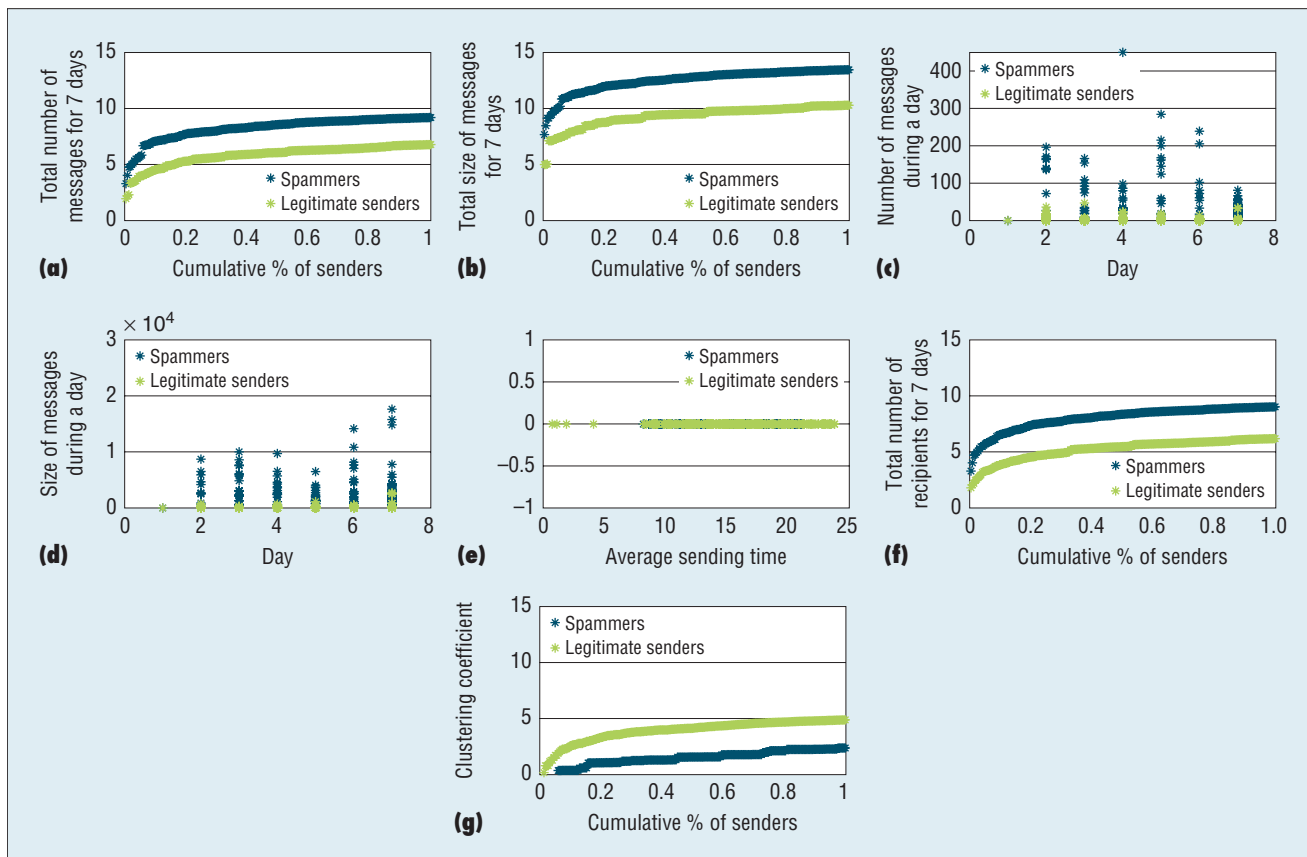 15
10
5
0
Total number of
messages for 7 days
Spammers
Legitimate senders
0 0.2 0.4 0.6 0.8 1
(a) Cumulative % of senders
15
10
5
0
Total size of messages
for 7 days
Spammers
Legitimate senders
0 0.2 0.4 0.6 0.8 1
(b) Cumulative % of senders
400
300
200
100
0
Number of messages
during a day
Spammers
Legitimate senders
0 2 4 6 8
(c) Day
× 10⁴
3
2
1
0
Size of messages
during a day
Spammers
Legitimate senders
0 2 4 6 8
(d) Day
1
0.5
0
−0.5
−1
Spammers
Legitimate senders
0 5 10 15 20 25
(e) Average sending time
15
10
5
0
Total number of
recipients for 7 days
Spammers
Legitimate senders
0 0.2 0.4 0.6 0.8 1.0
(f) Cumulative % of senders
15
10
5
0
Clustering coefficient
Spammers
Legitimate senders
0 0.2 0.4 0.6 0.8 1
(g) Cumulative % of senders